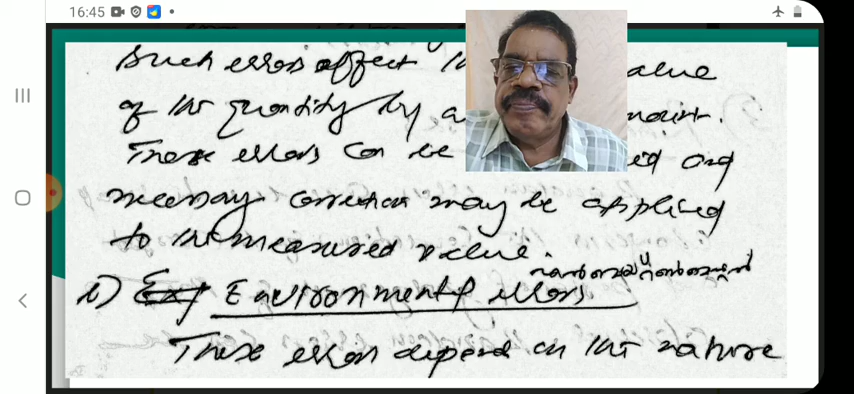 16:45
Such errors affect the value
of the quantity by a
These errors can be and
necessary correction may be applied
to the measured value.
Environmental errors
These errors depend on the nature